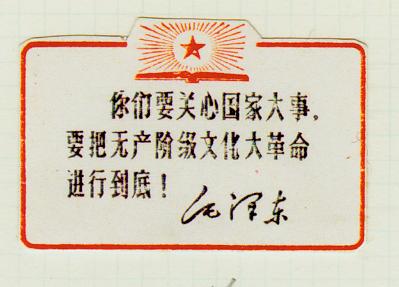 你们要关心国家大事,
要把无产阶级文化大革命
进行到底!
毛泽东